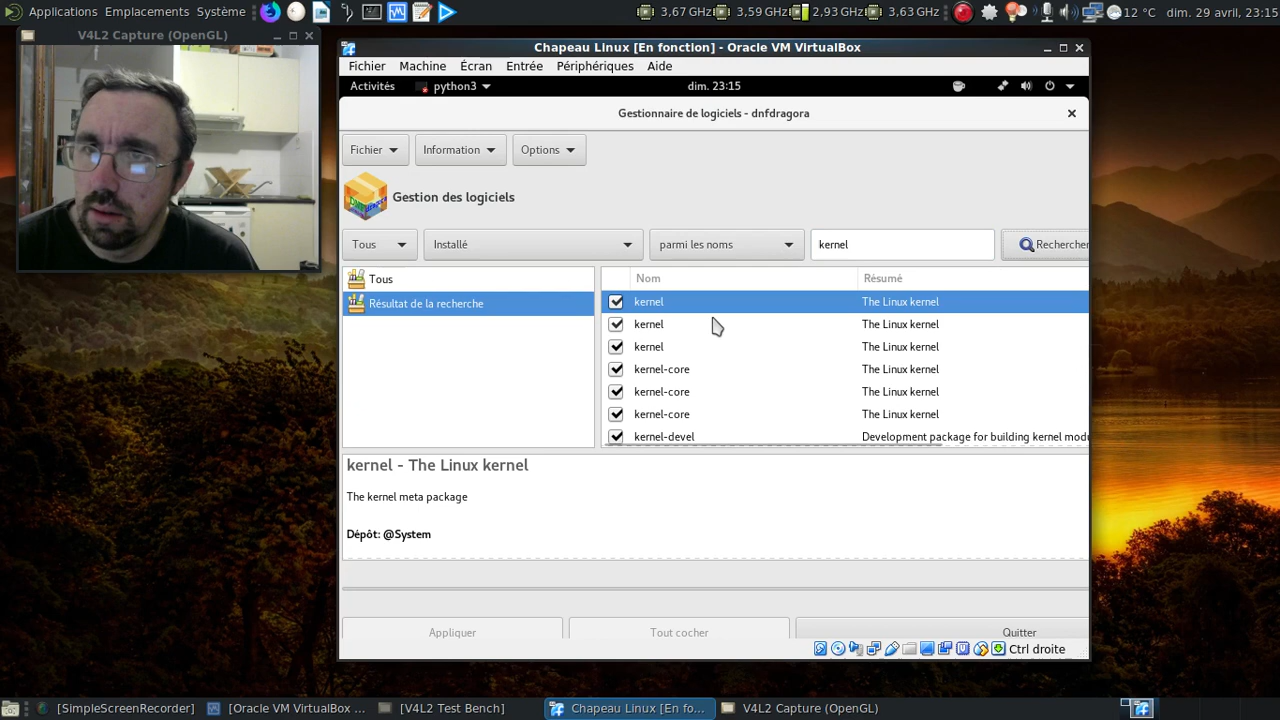 Applications Emplacements Système 3,67 GHz 3,59 GHz 2,93 GHz 3,63 GHz 12 °C dim. 29 avril, 23:15
V4L2 Capture (OpenGL)
Chapeau Linux [En fonction] - Oracle VM VirtualBox
Fichier Machine Écran Entrée Périphériques Aide
Activités python3 dim. 23:15
Gestionnaire de logiciels - dnfdragora
Fichier Information Options
Gestion des logiciels
Tous Installé parmi les noms kernel Rechercher
Tous
Résultat de la recherche
Nom Résumé
kernel The Linux kernel
kernel The Linux kernel
kernel The Linux kernel
kernel-core The Linux kernel
kernel-core The Linux kernel
kernel-core The Linux kernel
kernel-devel Development package for building kernel modu
kernel - The Linux kernel
The kernel meta package
Dépôt: @System
Appliquer Tout cocher Quitter
Ctrl droite
[SimpleScreenRecorder] [Oracle VM VirtualBox ... [V4L2 Test Bench] Chapeau Linux [En fo... V4L2 Capture (OpenGL)